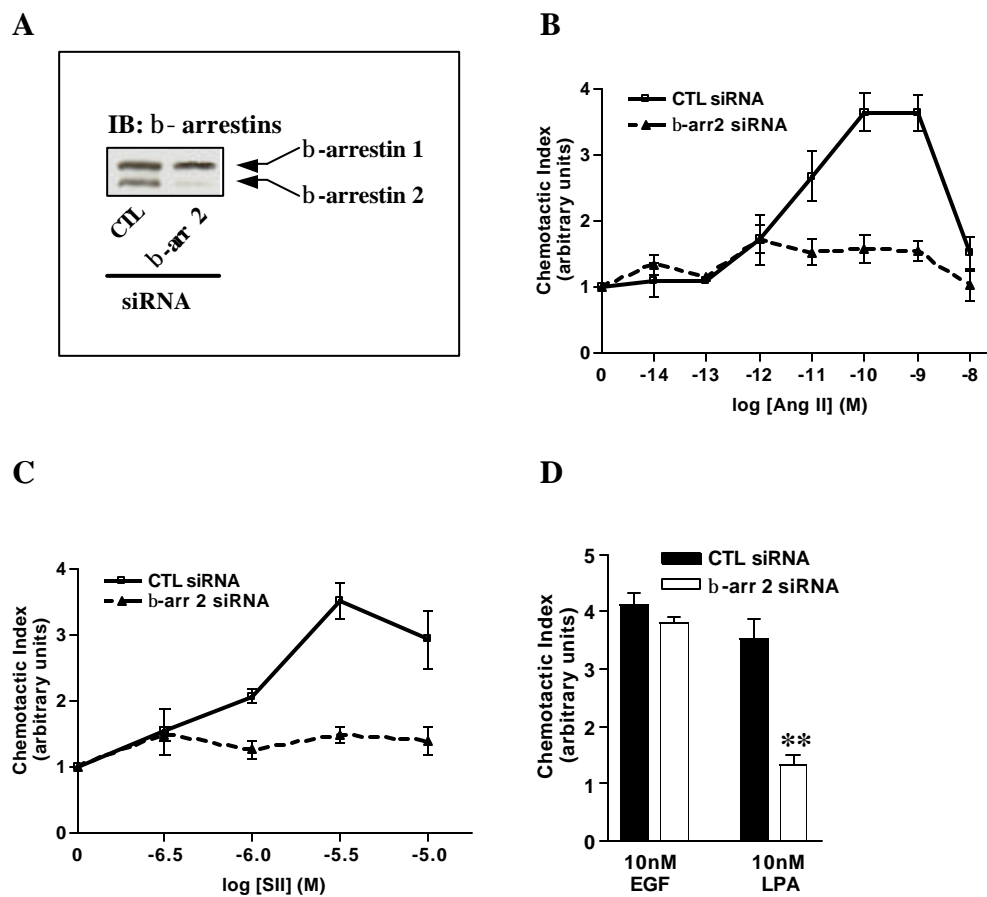 A
IB: b- arrestins
b-arrestin 1
b-arrestin 2
CTL
b-arr 2
siRNA
B
CTL siRNA
b-arr2 siRNA
Chemotactic Index
(arbitrary units)
4
3
2
1
0
0 -14 -13 -12 -11 -10 -9 -8
log [Ang II] (M)
C
CTL siRNA
b-arr 2 siRNA
Chemotactic Index
(arbitrary units)
4
3
2
1
0
0 -6.5 -6.0 -5.5 -5.0
log [SII] (M)
D
CTL siRNA
b-arr 2 siRNA
Chemotactic Index
(arbitrary units)
5
4
3
2
1
0
**
10nM 10nM
EGF LPA